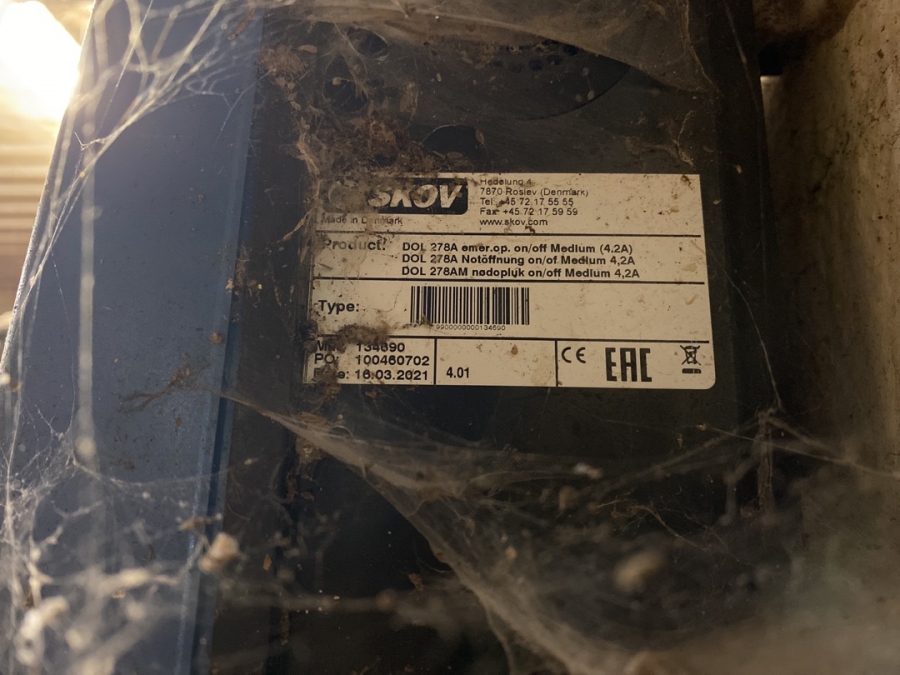 SKOV
Made in Denmark
Hedelund 4
7870 Roslev (Denmark)
Tel. +45 72 17 55 55
Fax +45 72 17 59 59
www.skov.com
Product:
DOL 278A emer.op. on/off Medium (4.2A)
DOL 278A Notöffnung on/of Medium 4,2A
DOL 278AM nødopluk on/off Medium 4,2A
Type:
9900000000134690
134690
PO: 100460702
Date: 16.03.2021
4.01
CE
EAC